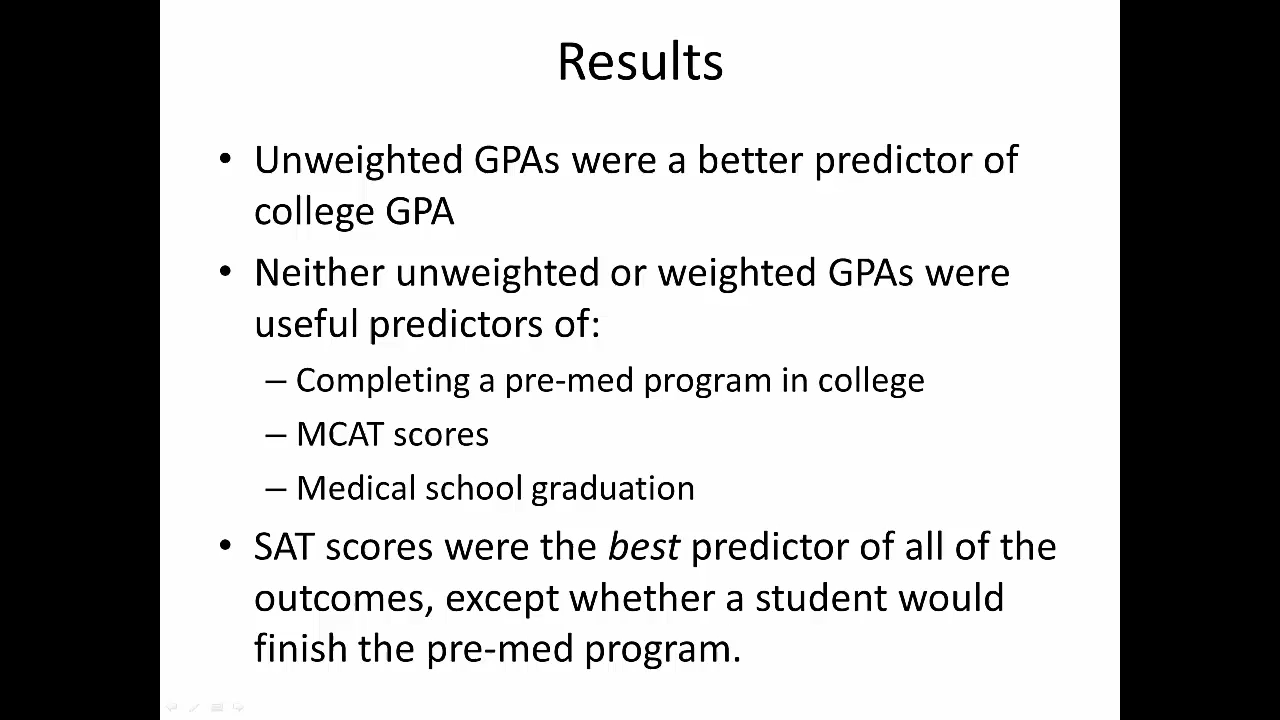 Results
• Unweighted GPAs were a better predictor of
college GPA
• Neither unweighted or weighted GPAs were
useful predictors of:
– Completing a pre-med program in college
– MCAT scores
– Medical school graduation
• SAT scores were the best predictor of all of the
outcomes, except whether a student would
finish the pre-med program.